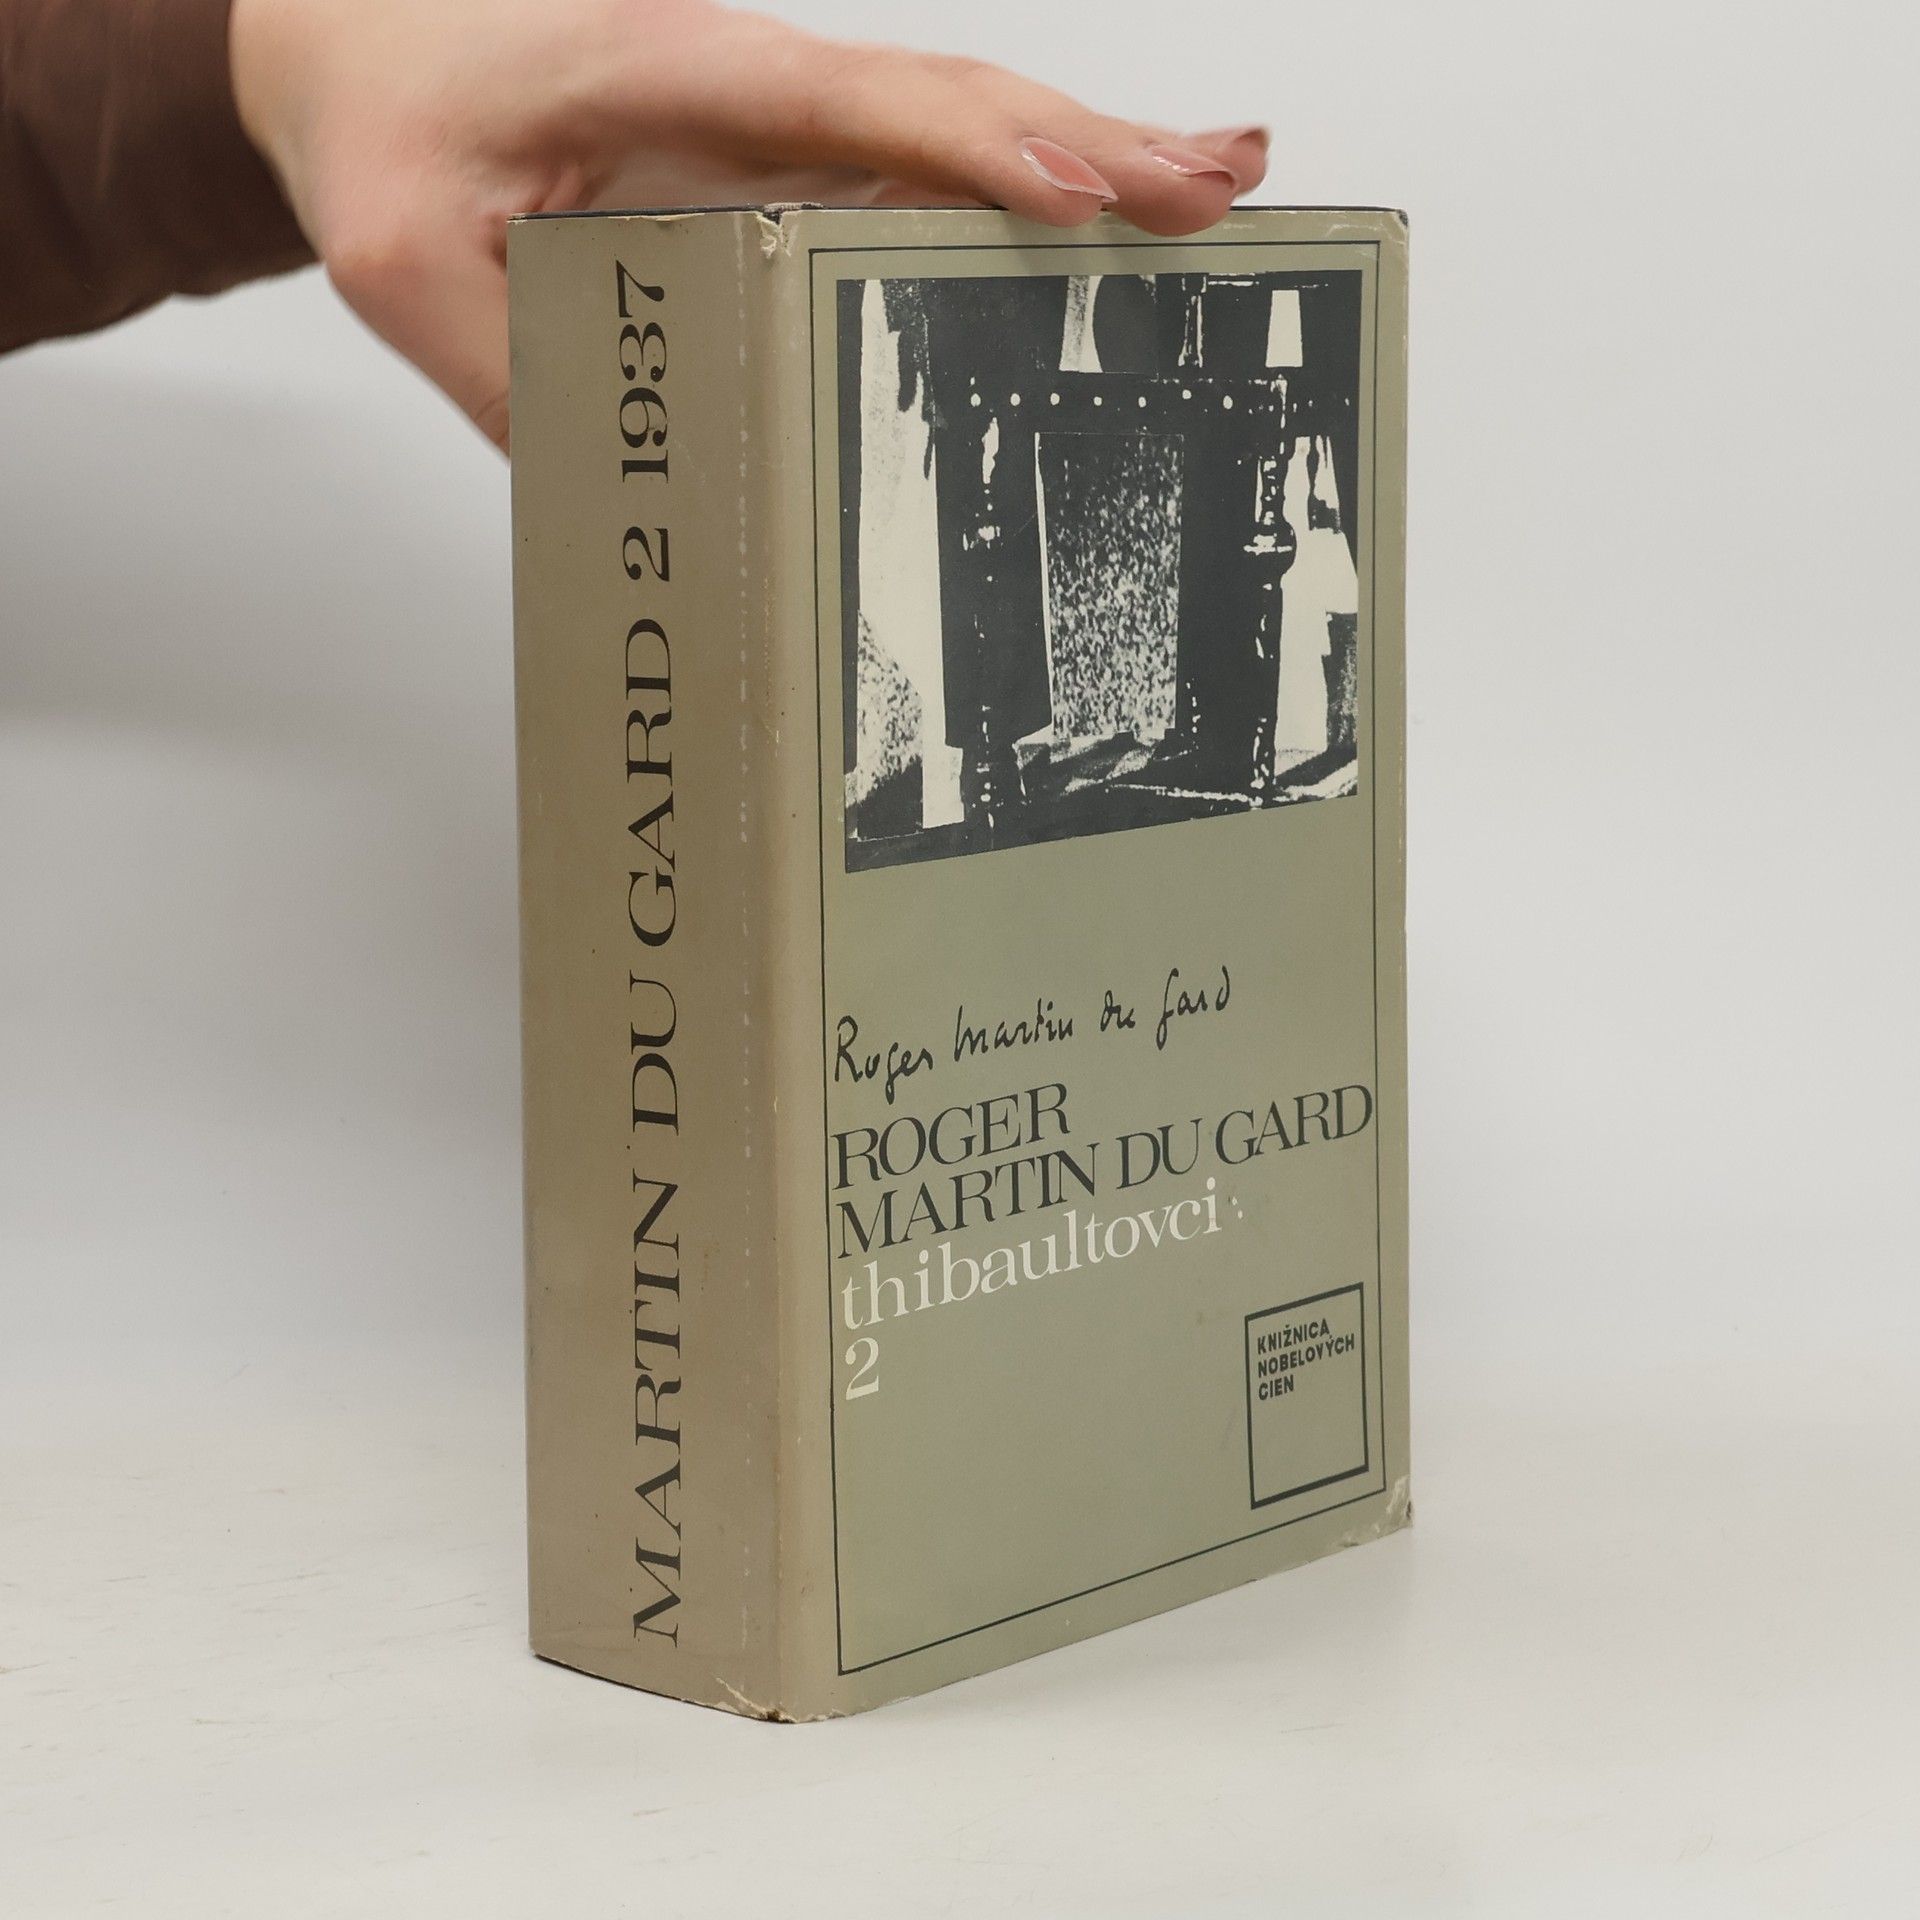 MARTIN DU GARD 2 1937
Roger Martin du Gard
ROGER
MARTIN DU GARD
thibaultovci
2
KNIŽNICA
NOBELOVÝCH
CIEN